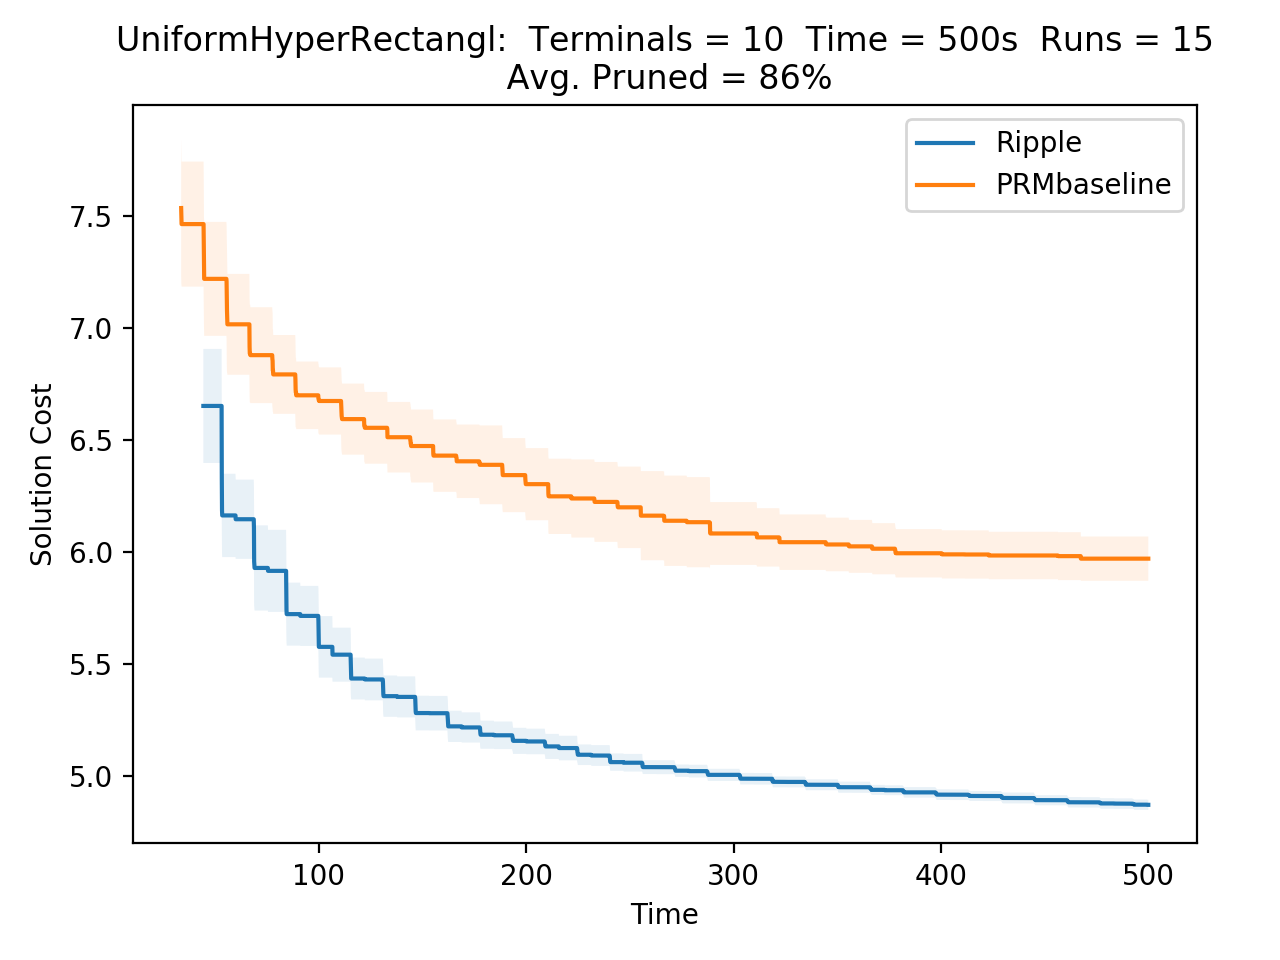 UniformHyperRectangl:  Terminals = 10  Time = 500s  Runs = 15
Avg. Pruned = 86%
Ripple
PRMbaseline
7.5
7.0
6.5
6.0
5.5
5.0
Solution Cost
100
200
300
400
500
Time